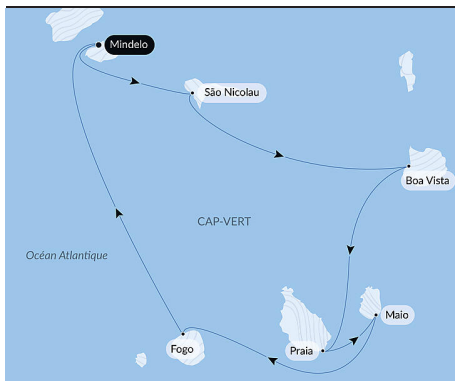 Mindelo
São Nicolau
Boa Vista
CAP-VERT
Océan Atlantique
Maio
Praia
Fogo